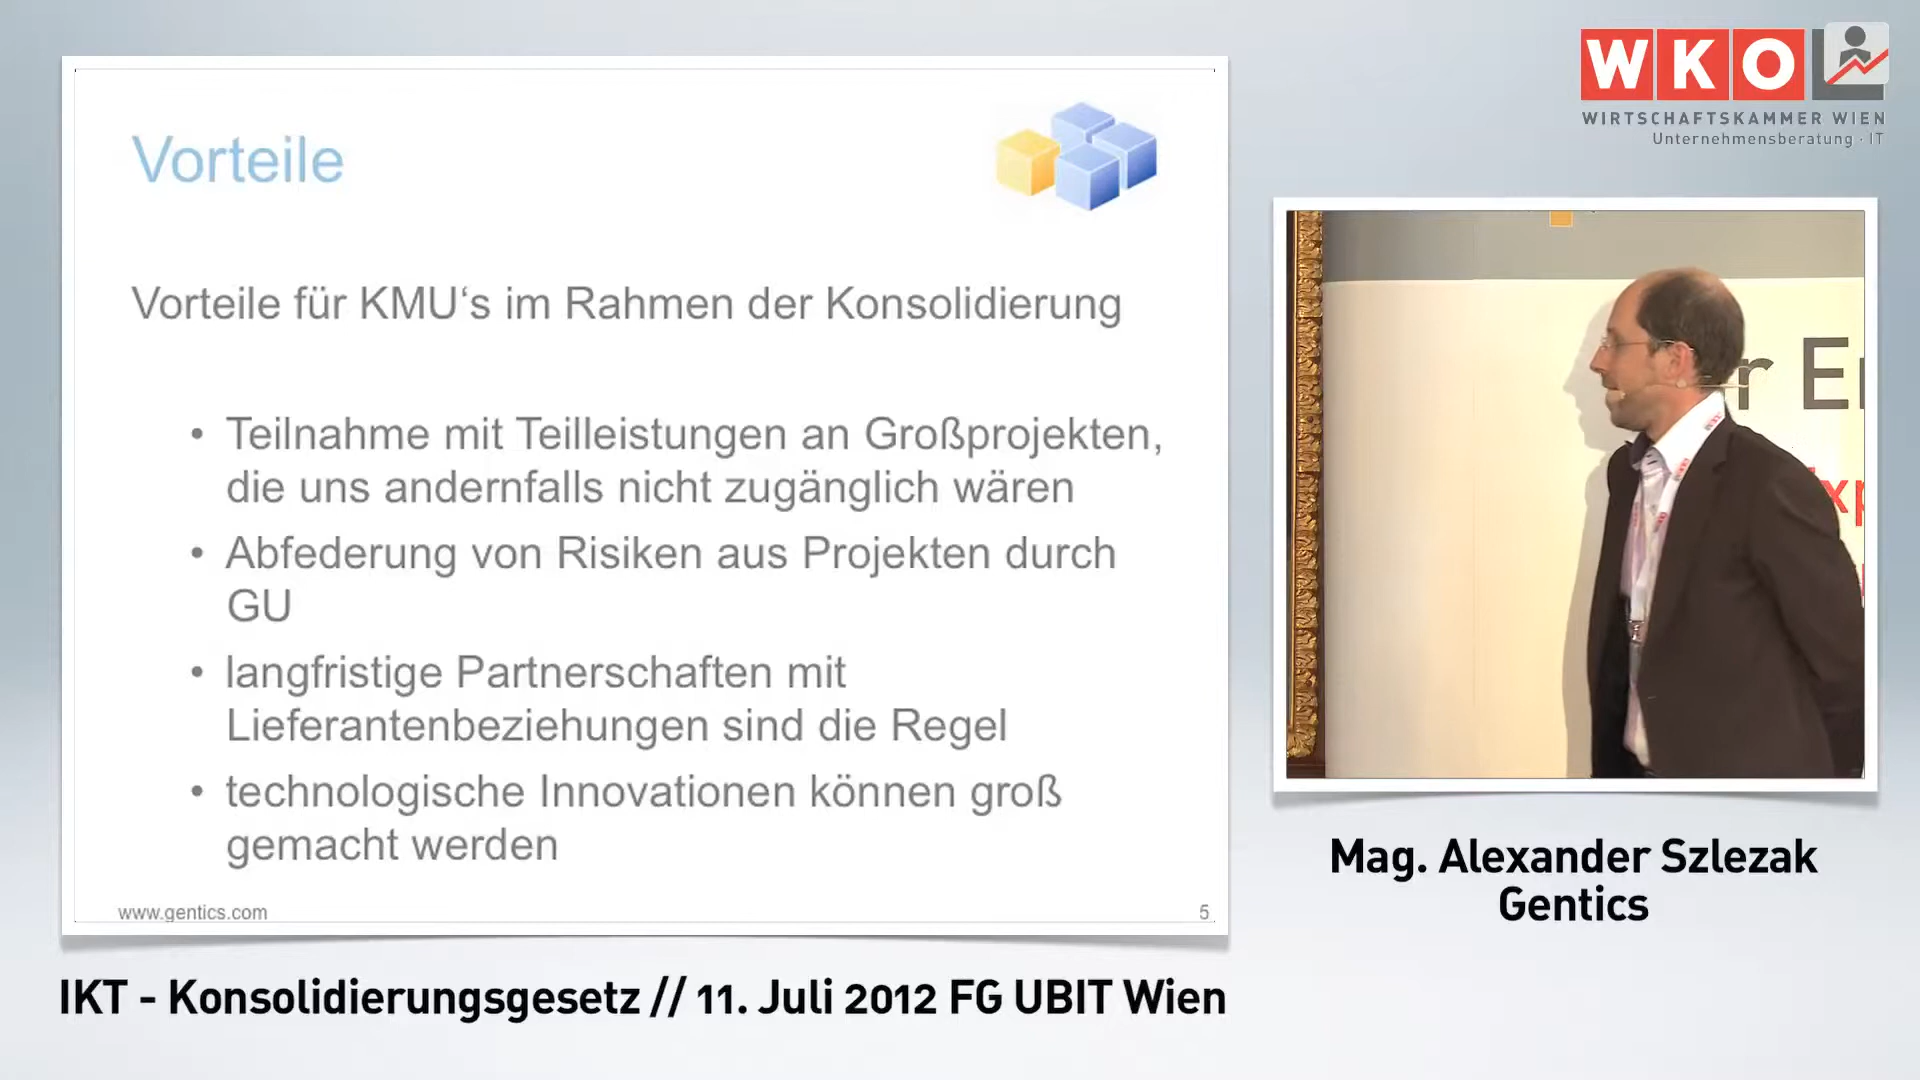 Vorteile
Vorteile für KMU‘s im Rahmen der Konsolidierung
• Teilnahme mit Teilleistungen an Großprojekten,
die uns andernfalls nicht zugänglich wären
• Abfederung von Risiken aus Projekten durch
GU
• langfristige Partnerschaften mit
Lieferantenbeziehungen sind die Regel
• technologische Innovationen können groß
gemacht werden
www.gentics.com
5
WKO
WIRTSCHAFTSKAMMER WIEN
Unternehmensberatung · IT
r E
xp
Mag. Alexander Szlezak
Gentics
IKT - Konsolidierungsgesetz // 11. Juli 2012 FG UBIT Wien